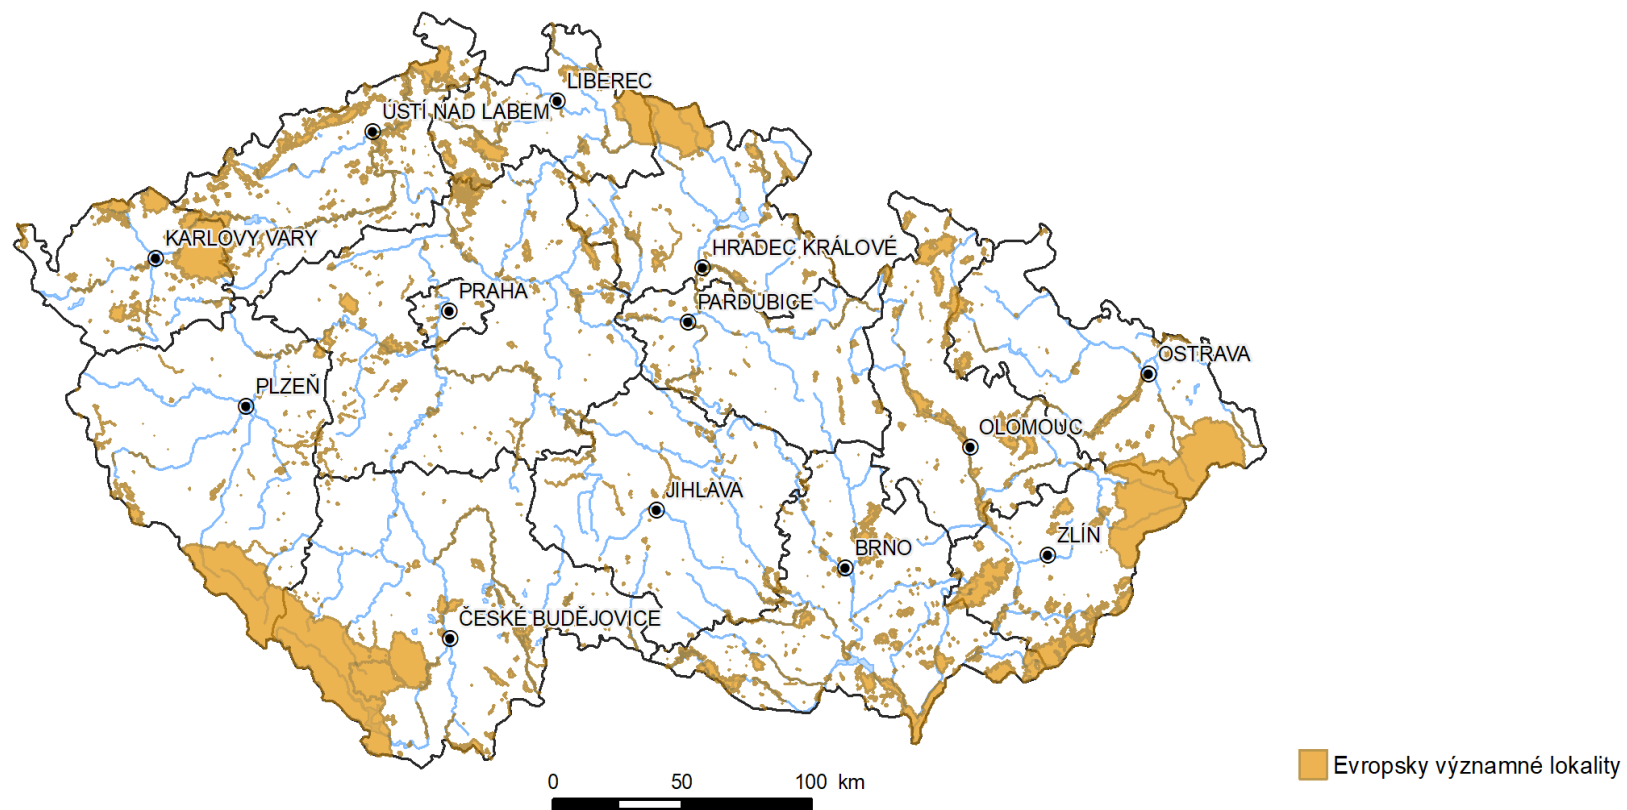 LIBEREC
ÚSTÍ NAD LABEM
KARLOVY VARY
HRADEC KRÁLOVÉ
PRAHA
PARDUBICE
OSTRAVA
PLZEŇ
OLOMOUC
JIHLAVA
ZLÍN
BRNO
ČESKÉ BUDĚJOVICE
Evropsky významné lokality
0 50 100 km